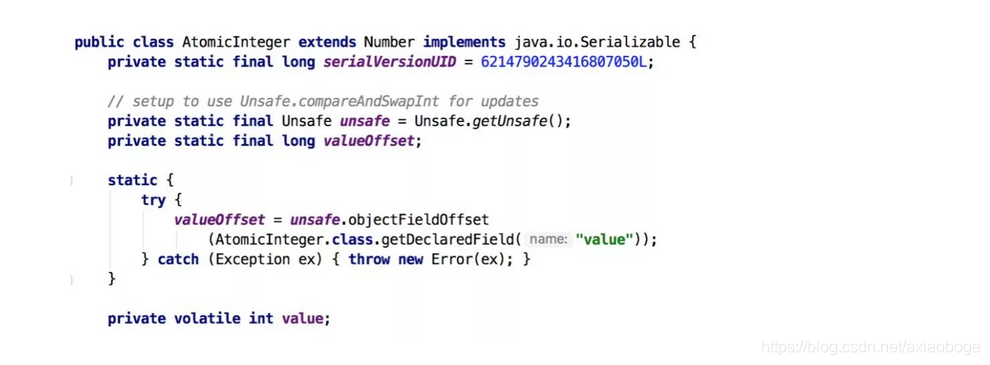 public class AtomicInteger extends Number implements java.io.Serializable {
private static final long serialVersionUID = 6214790243416807050L;
// setup to use Unsafe.compareAndSwapInt for updates
private static final Unsafe unsafe = Unsafe.getUnsafe();
private static final long valueOffset;
static {
try {
valueOffset = unsafe.objectFieldOffset
(AtomicInteger.class.getDeclaredField( name: "value"));
} catch (Exception ex) { throw new Error(ex); }
}
private volatile int value;
https://blog.csdn.net/axiaoboge